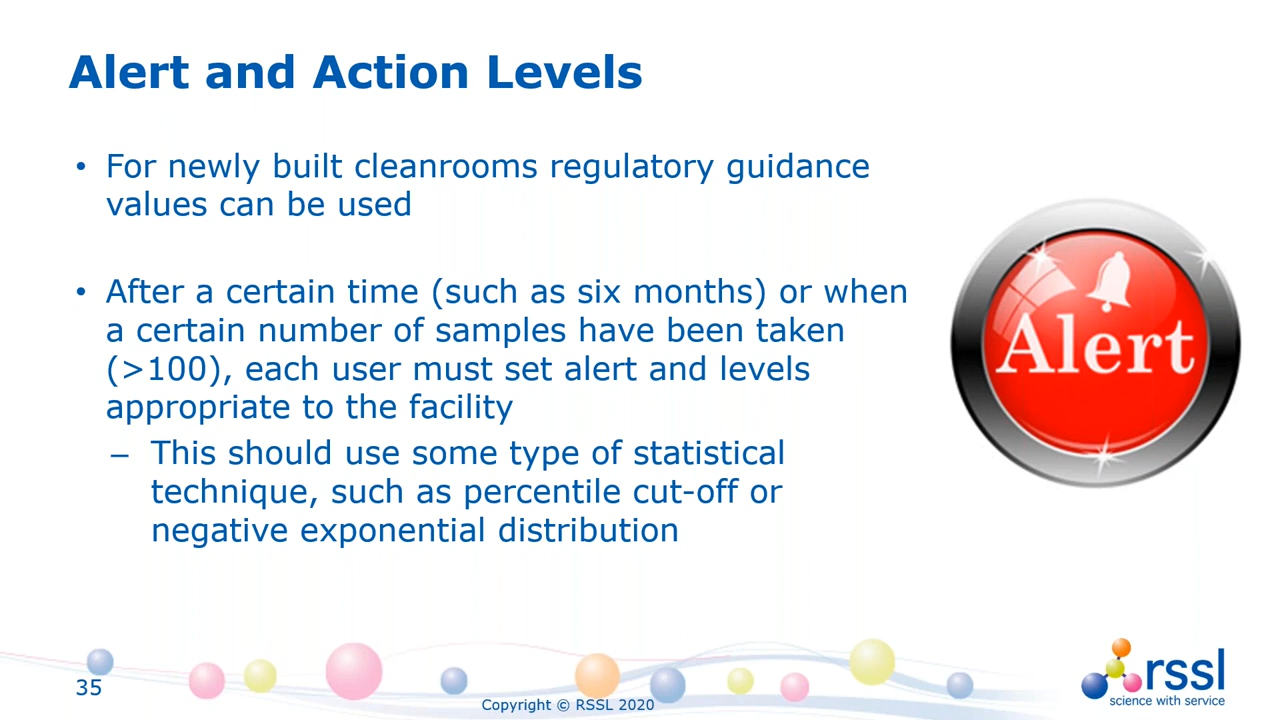 Alert and Action Levels
• For newly built cleanrooms regulatory guidance
values can be used
• After a certain time (such as six months) or when
a certain number of samples have been taken
(>100), each user must set alert and levels
appropriate to the facility
– This should use some type of statistical
technique, such as percentile cut-off or
negative exponential distribution
Alert
35
Copyright © RSSL 2020
rssl
science with service